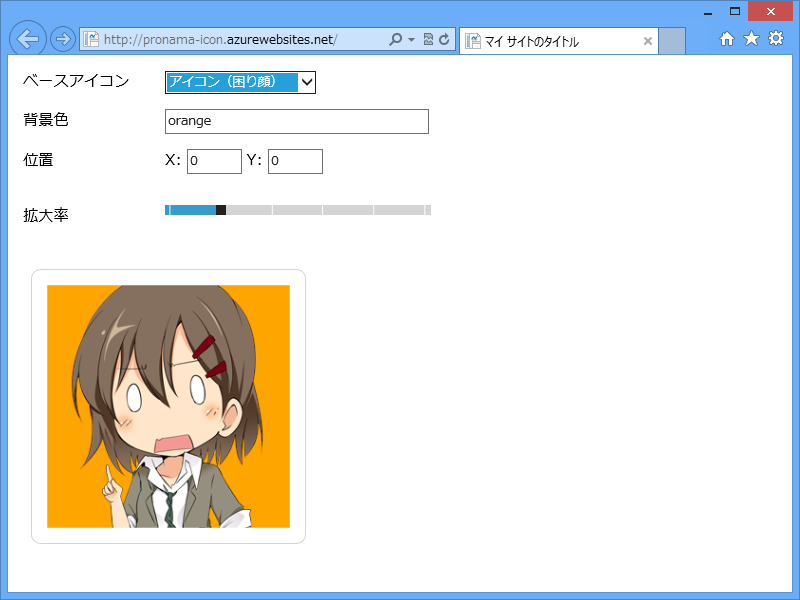 http://pronama-icon.azurewebsites.net/
マイ サイトのタイトル
ベースアイコン
アイコン（困り顔）
背景色
orange
位置
X: 0 Y: 0
拡大率